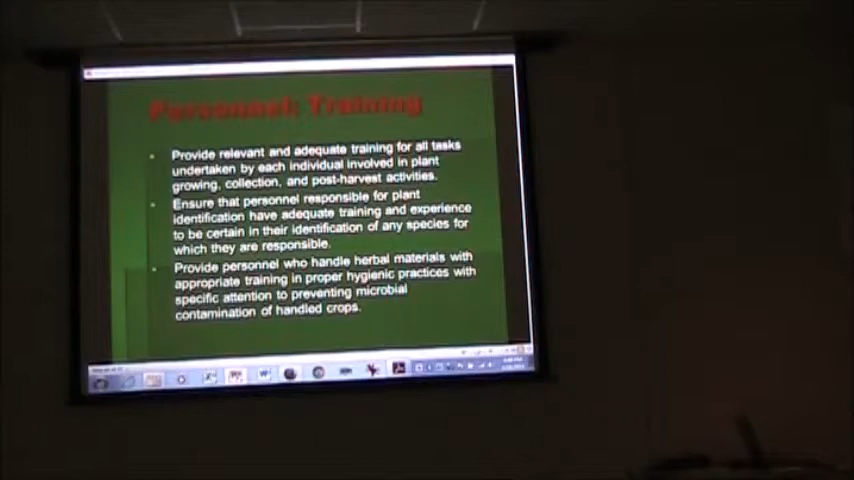 Personnel: Training
Provide relevant and adequate training for all tasks
undertaken by each individual involved in plant
growing, collection, and post-harvest activities.
Ensure that personnel responsible for plant
identification have adequate training and experience
to be certain in their identification of any species for
which they are responsible.
Provide personnel who handle herbal materials with
appropriate training in proper hygienic practices with
specific attention to preventing microbial
contamination of handled crops.